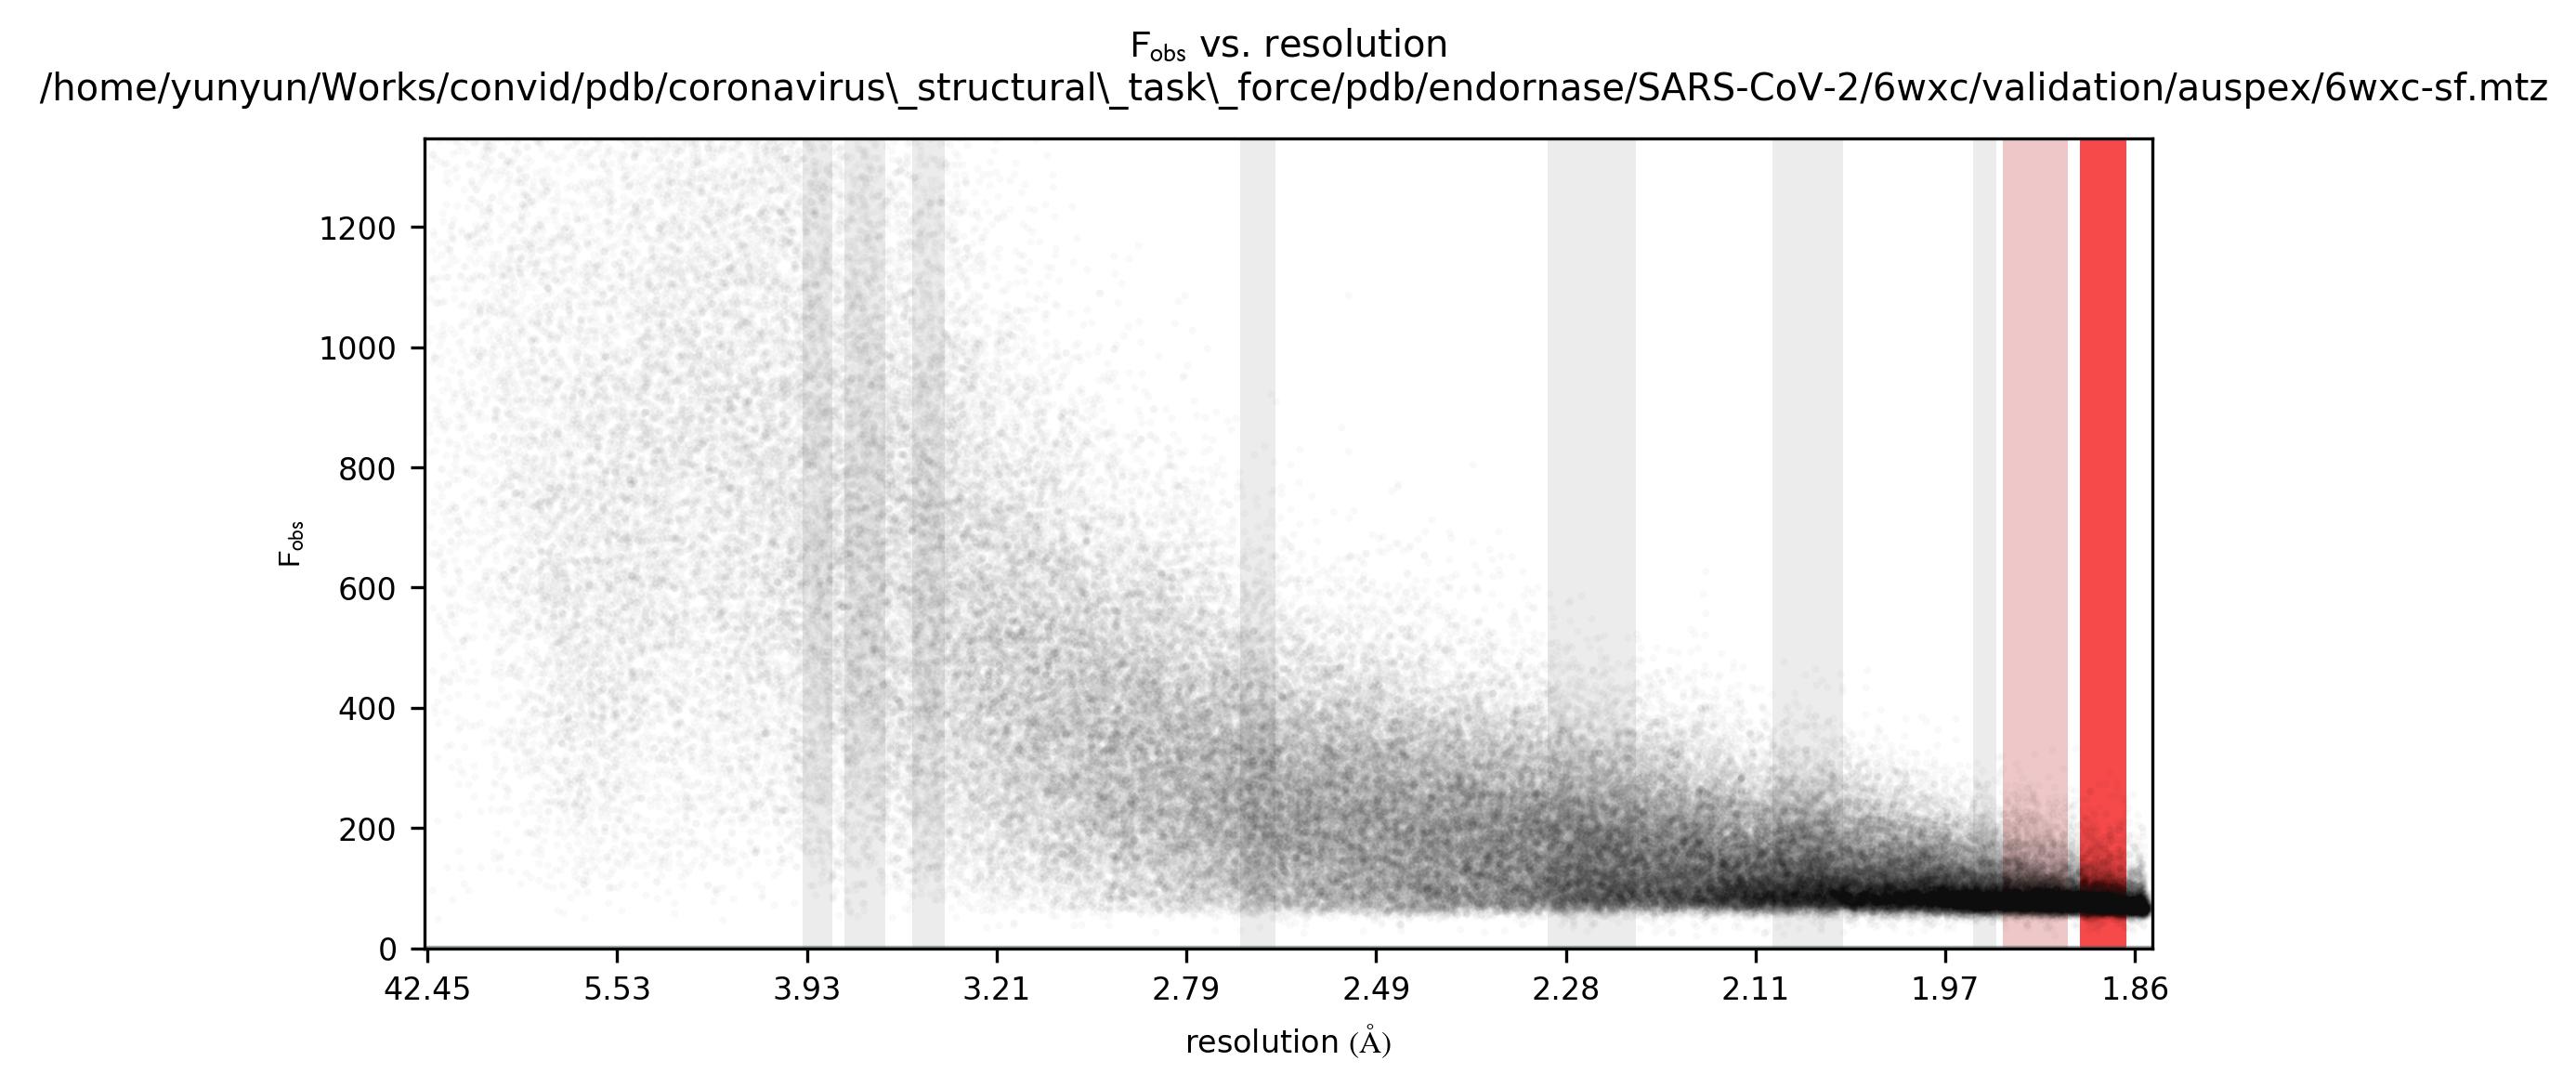 F_obs vs. resolution
/home/yunyun/Works/convid/pdb/coronavirus\_structural\_task\_force/pdb/endornase/SARS-CoV-2/6wxc/validation/auspex/6wxc-sf.mtz
1200
1000
800
600
400
200
0
F_obs
42.45 5.53 3.93 3.21 2.79 2.49 2.28 2.11 1.97 1.86
resolution (Å)